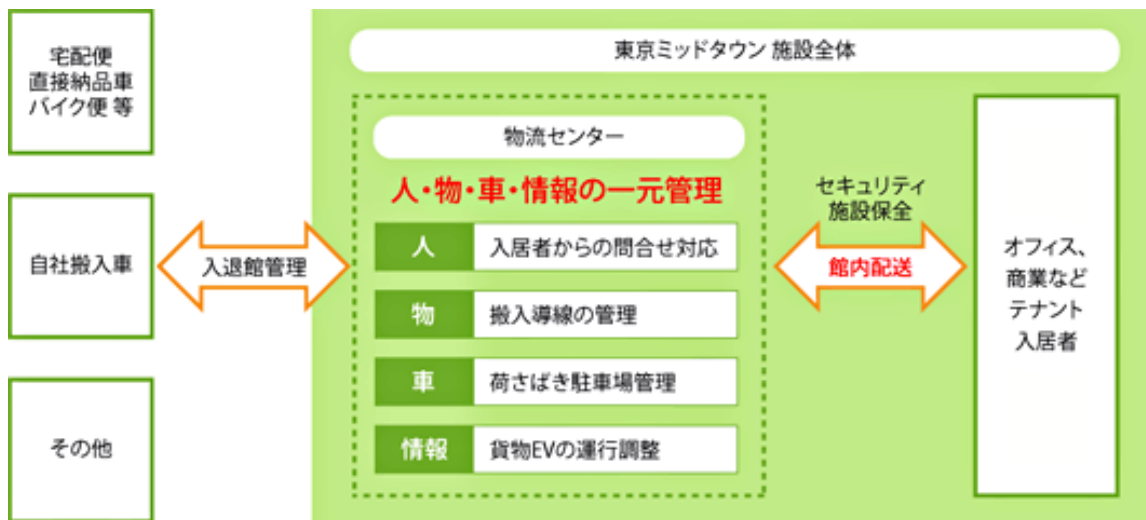 宅配便
直接納品車
バイク便 等
自社搬入車
その他
入退館管理
東京ミッドタウン 施設全体
物流センター
人・物・車・情報の一元管理
人 入居者からの問合せ対応
物 搬入導線の管理
車 荷さばき駐車場管理
情報 貨物EVの運行調整
セキュリティ
施設保全
館内配送
オフィス、
商業など
テナント
入居者